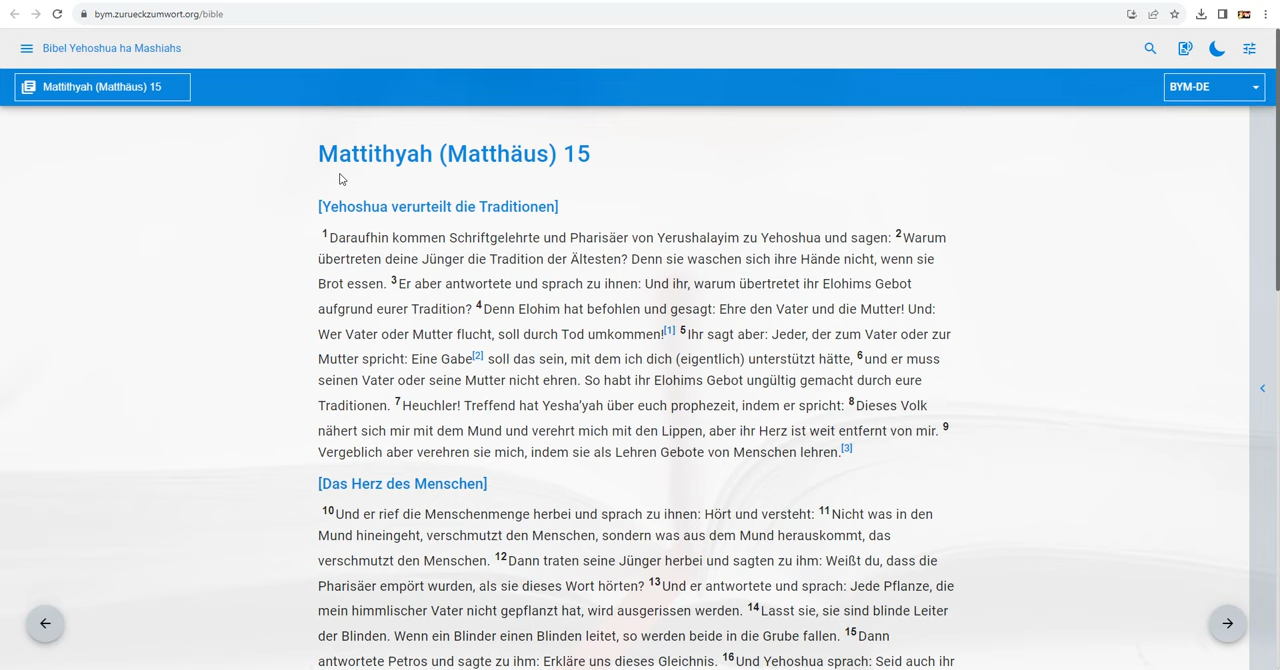 bym.zurueckzumwort.org/bible
Bibel Yehoshua ha Mashiahs
Mattithyah (Matthäus) 15
BYM-DE
Mattithyah (Matthäus) 15
[Yehoshua verurteilt die Traditionen]
1 Daraufhin kommen Schriftgelehrte und Pharisäer von Yerushalayim zu Yehoshua und sagen: 2 Warum
übertreten deine Jünger die Tradition der Ältesten? Denn sie waschen sich ihre Hände nicht, wenn sie
Brot essen. 3 Er aber antwortete und sprach zu ihnen: Und ihr, warum übertretet ihr Elohims Gebot
aufgrund eurer Tradition? 4 Denn Elohim hat befohlen und gesagt: Ehre den Vater und die Mutter! Und:
Wer Vater oder Mutter flucht, soll durch Tod umkommen![1] 5 Ihr sagt aber: Jeder, der zum Vater oder zur
Mutter spricht: Eine Gabe[2] soll das sein, mit dem ich dich (eigentlich) unterstützt hätte, 6 und er muss
seinen Vater oder seine Mutter nicht ehren. So habt ihr Elohims Gebot ungültig gemacht durch eure
Traditionen. 7 Heuchler! Treffend hat Yesha’yah über euch prophezeit, indem er spricht: 8 Dieses Volk
nähert sich mir mit dem Mund und verehrt mich mit den Lippen, aber ihr Herz ist weit entfernt von mir. 9
Vergeblich aber verehren sie mich, indem sie als Lehren Gebote von Menschen lehren.[3]
[Das Herz des Menschen]
10 Und er rief die Menschenmenge herbei und sprach zu ihnen: Hört und versteht: 11 Nicht was in den
Mund hineingeht, verschmutzt den Menschen, sondern was aus dem Mund herauskommt, das
verschmutzt den Menschen. 12 Dann traten seine Jünger herbei und sagten zu ihm: Weißt du, dass die
Pharisäer empört wurden, als sie dieses Wort hörten? 13 Und er antwortete und sprach: Jede Pflanze, die
mein himmlischer Vater nicht gepflanzt hat, wird ausgerissen werden. 14 Lasst sie, sie sind blinde Leiter
der Blinden. Wenn ein Blinder einen Blinden leitet, so werden beide in die Grube fallen. 15 Dann
antwortete Petros und sagte zu ihm: Erkläre uns dieses Gleichnis. 16 Und Yehoshua sprach: Seid auch ihr